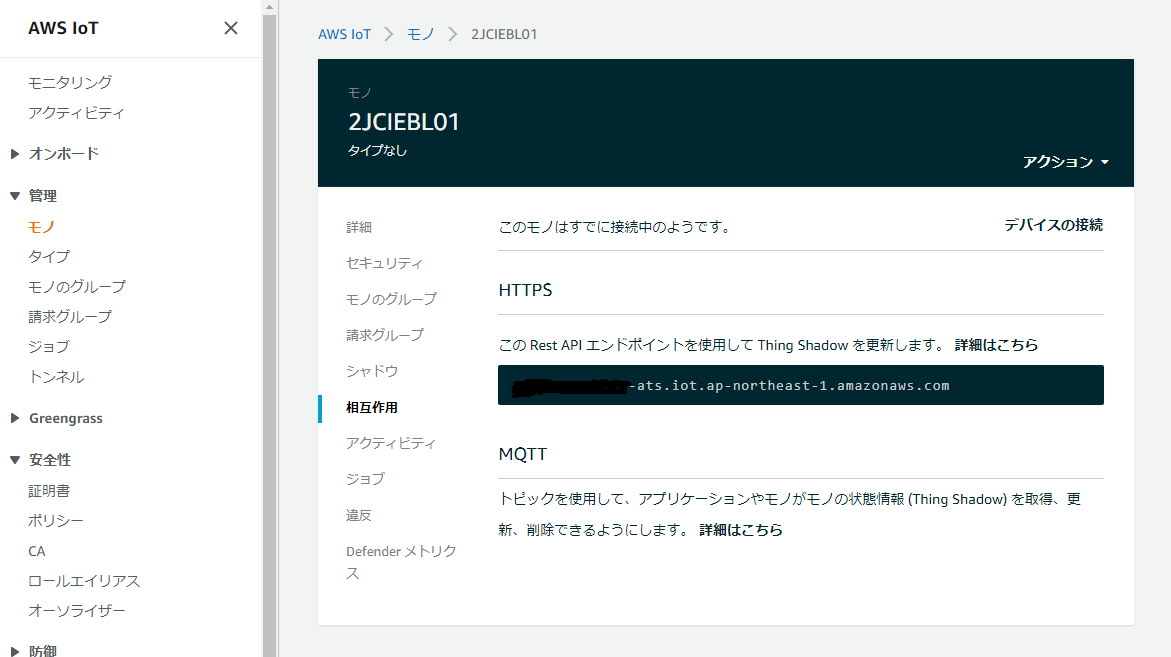 AWS IoT
モニタリング
アクティビティ
オンボード
管理
モノ
タイプ
モノのグループ
請求グループ
ジョブ
トンネル
Greengrass
安全性
証明書
ポリシー
CA
ロールエイリアス
オーソライザー
防御
AWS IoT モノ 2JCIEBL01
モノ
2JCIEBL01
タイプなし
アクション
詳細
セキュリティ
モノのグループ
請求グループ
シャドウ
相互作用
アクティビティ
ジョブ
違反
Defender メトリク
ス
このモノはすでに接続中のようです。 デバイスの接続
HTTPS
この Rest API エンドポイントを使用して Thing Shadow を更新します。 詳細はこちら
-ats.iot.ap-northeast-1.amazonaws.com
MQTT
トピックを使用して、アプリケーションやモノがモノの状態情報 (Thing Shadow) を取得、更
新、削除できるようにします。 詳細はこちら